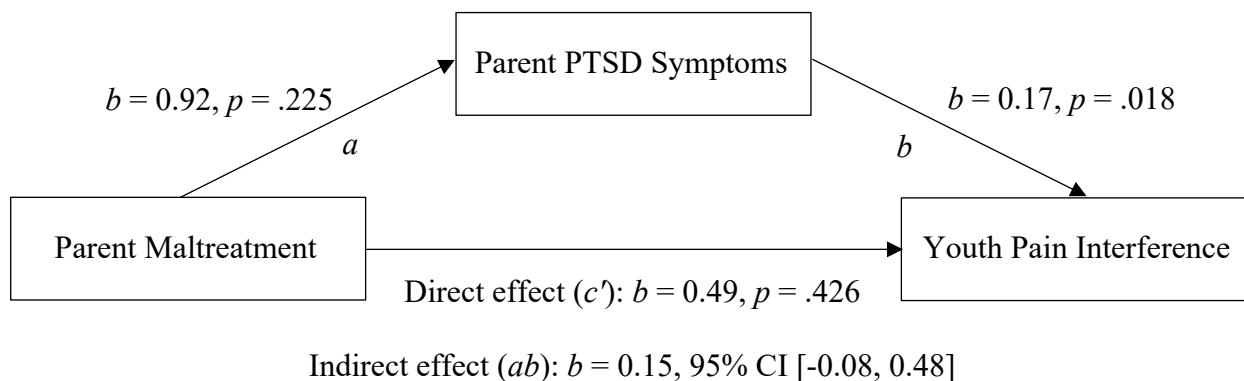 Parent PTSD Symptoms
b = 0.92, p = .225
b = 0.17, p = .018
a
b
Parent Maltreatment
Youth Pain Interference
Direct effect (c'): b = 0.49, p = .426
Indirect effect (ab): b = 0.15, 95% CI [-0.08, 0.48]